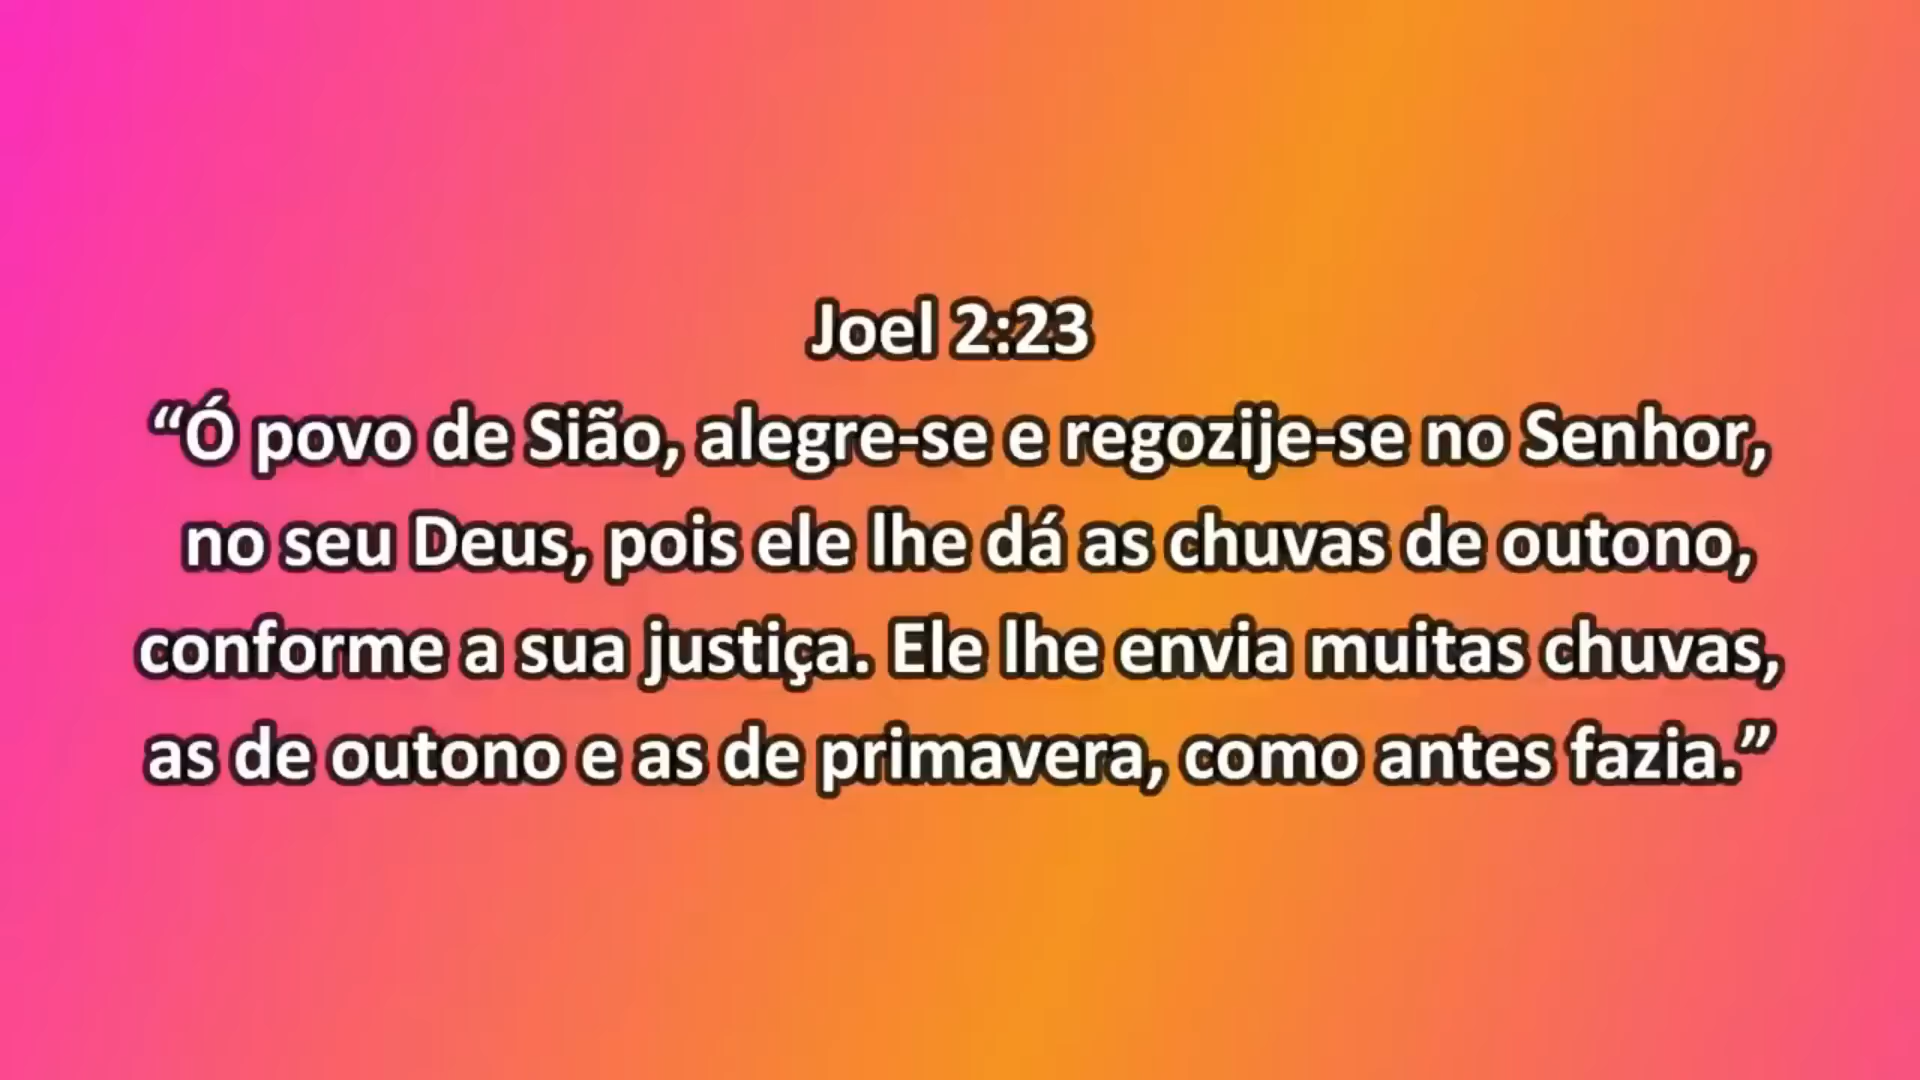 Joel 2:23
“Ó povo de Sião, alegre-se e regozije-se no Senhor,
no seu Deus, pois ele lhe dá as chuvas de outono,
conforme a sua justiça. Ele lhe envia muitas chuvas,
as de outono e as de primavera, como antes fazia.”